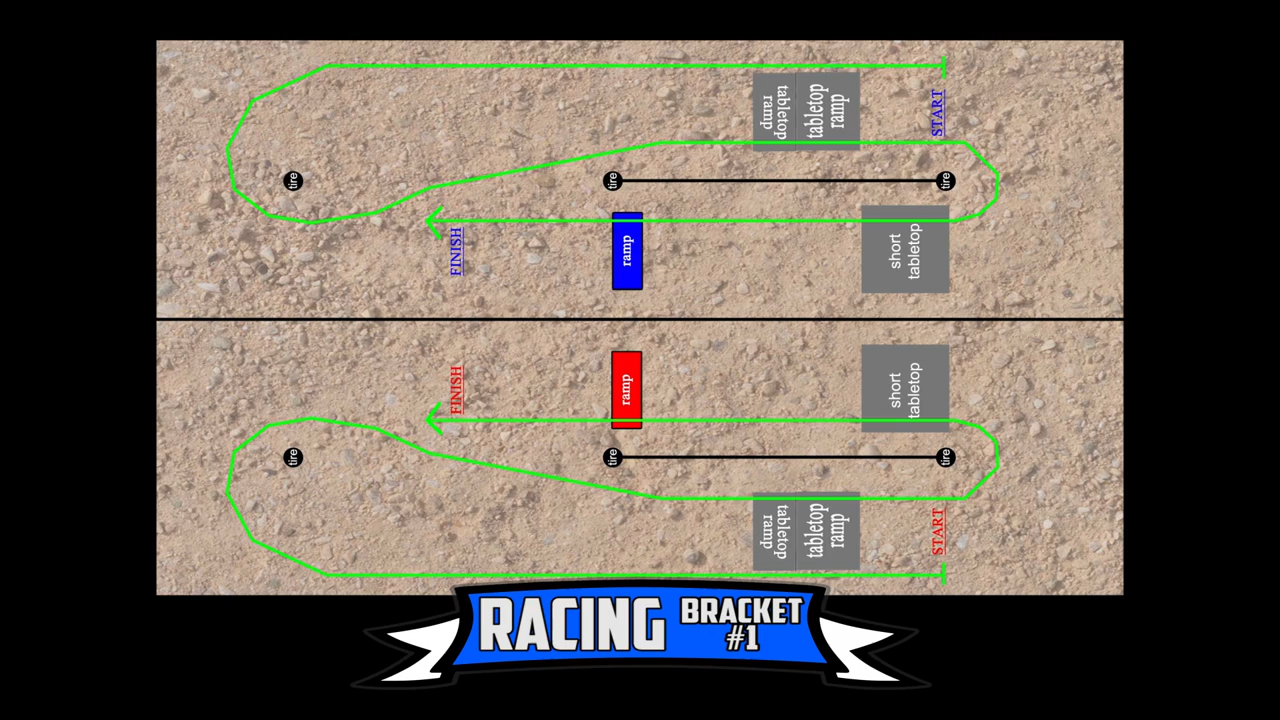 tabletop
ramp
tabletop
ramp
START
tire
tire
tire
FINISH
ramp
short
tabletop
FINISH
ramp
short
tabletop
tire
tire
tire
tabletop
ramp
tabletop
ramp
START
RACING BRACKET
#1